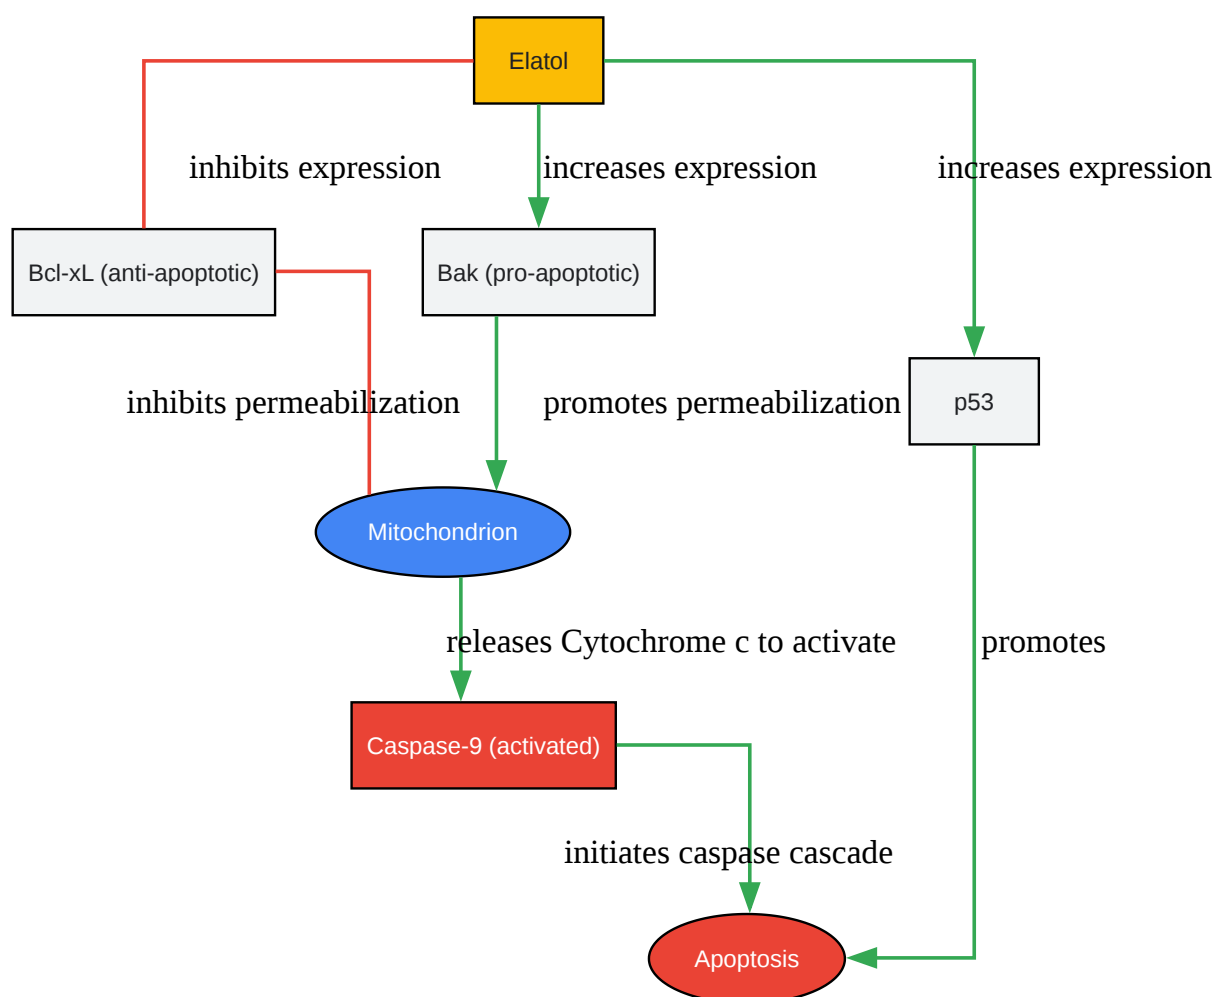 Elatol
inhibits expression
increases expression
increases expression
Bcl-xL (anti-apoptotic)
Bak (pro-apoptotic)
inhibits permeabilization
promotes permeabilization
p53
Mitochondrion
releases Cytochrome c to activate
promotes
Caspase-9 (activated)
initiates caspase cascade
Apoptosis